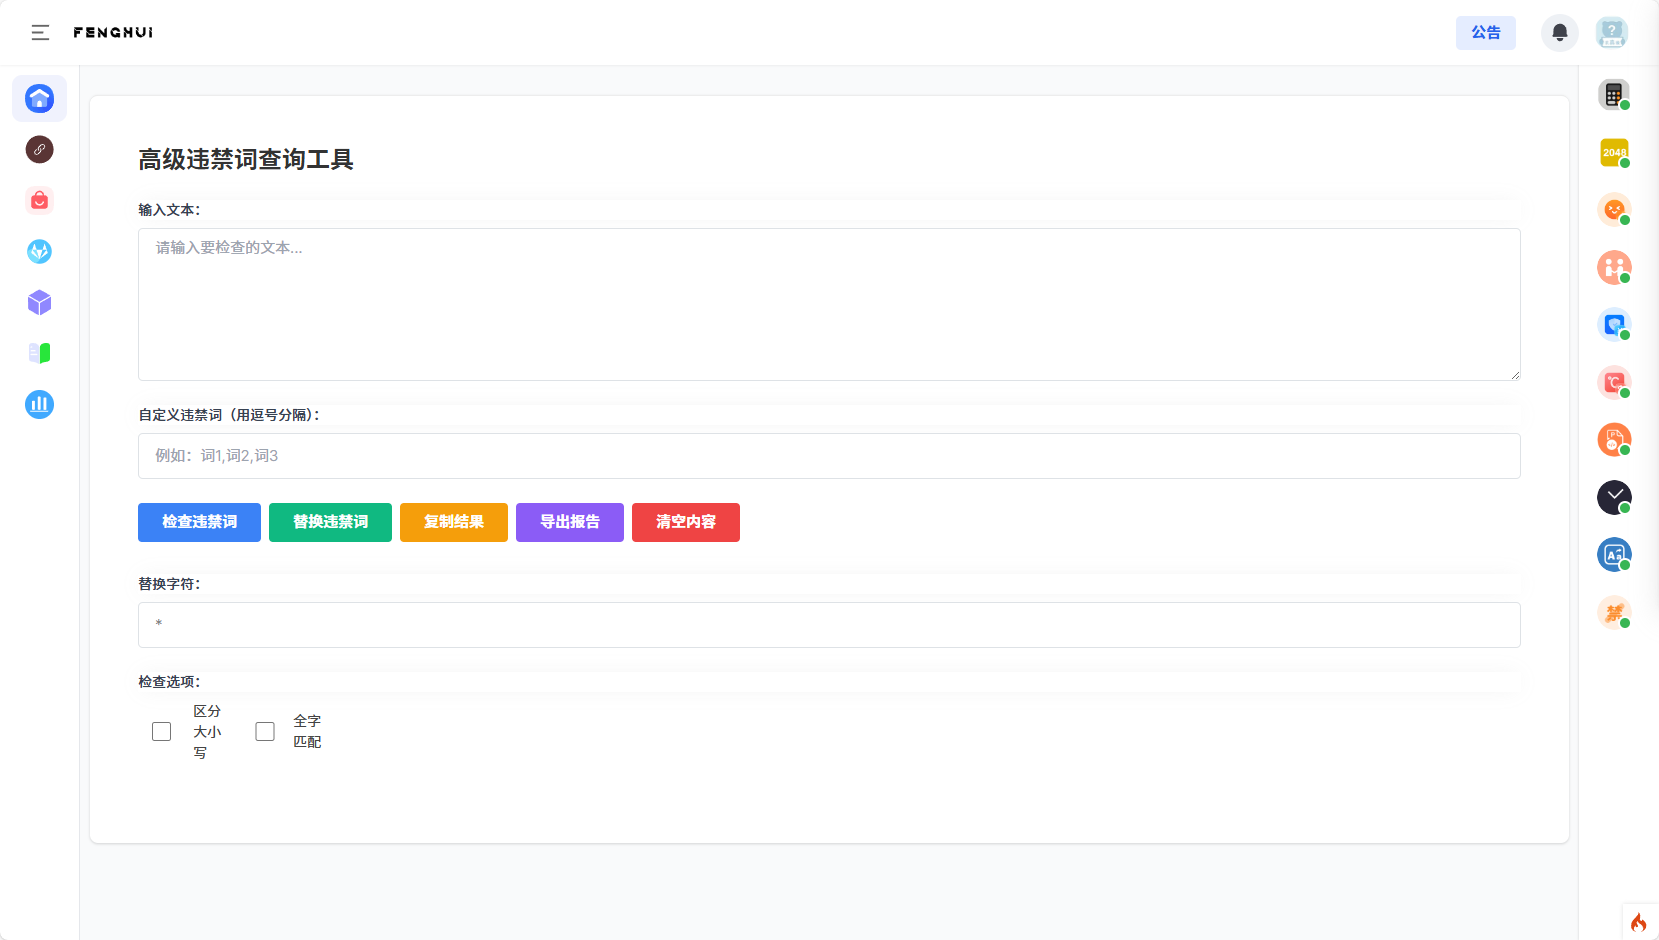 FENGHUI
公告
高级违禁词查询工具
输入文本：
请输入要检查的文本...
自定义违禁词（用逗号分隔）：
例如：词1,词2,词3
检查违禁词 替换违禁词 复制结果 导出报告 清空内容
替换字符：
*
检查选项：
区分
大小
写
全字
匹配
2048
?
℃
P
Aa
禁